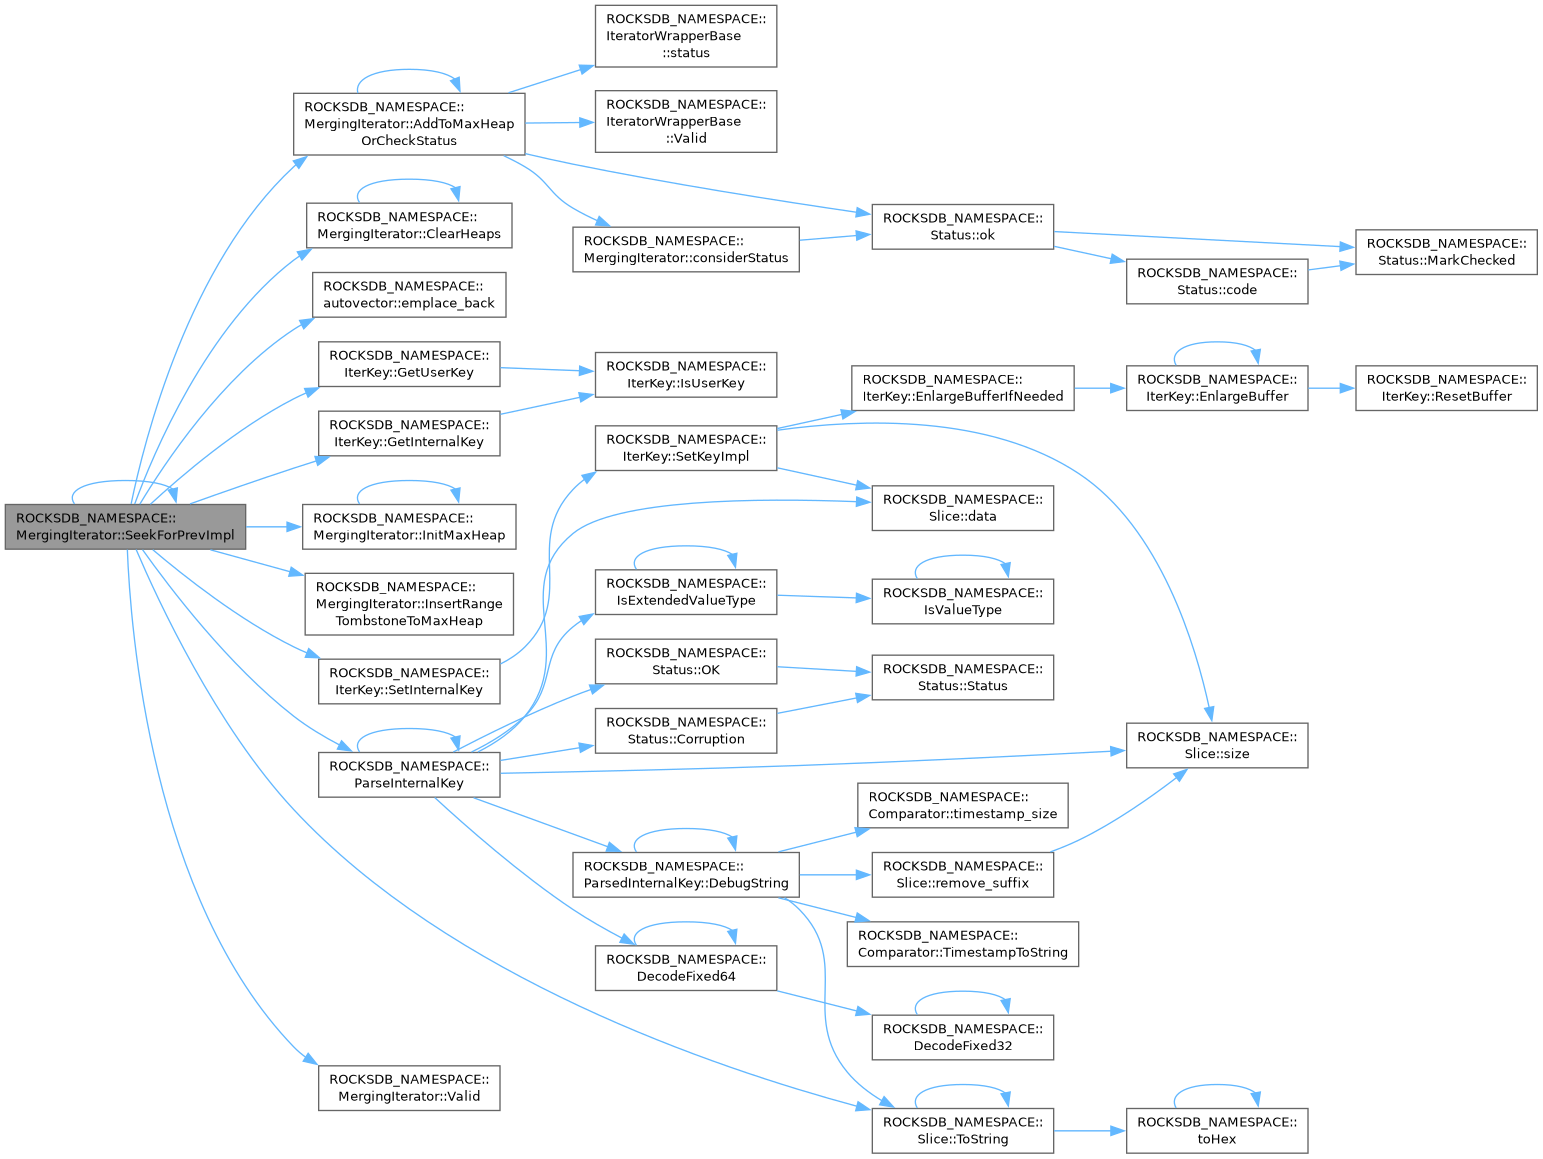 ROCKSDB_NAMESPACE::
IteratorWrapperBase
::status
ROCKSDB_NAMESPACE::
MergingIterator::AddToMaxHeap
OrCheckStatus
ROCKSDB_NAMESPACE::
IteratorWrapperBase
::Valid
ROCKSDB_NAMESPACE::
MergingIterator::ClearHeaps
ROCKSDB_NAMESPACE::
Status::ok
ROCKSDB_NAMESPACE::
MergingIterator::considerStatus
ROCKSDB_NAMESPACE::
Status::MarkChecked
ROCKSDB_NAMESPACE::
Status::code
ROCKSDB_NAMESPACE::
autovector::emplace_back
ROCKSDB_NAMESPACE::
IterKey::GetUserKey
ROCKSDB_NAMESPACE::
IterKey::IsUserKey
ROCKSDB_NAMESPACE::
IterKey::EnlargeBufferIfNeeded
ROCKSDB_NAMESPACE::
IterKey::EnlargeBuffer
ROCKSDB_NAMESPACE::
IterKey::ResetBuffer
ROCKSDB_NAMESPACE::
IterKey::GetInternalKey
ROCKSDB_NAMESPACE::
IterKey::SetKeyImpl
ROCKSDB_NAMESPACE::
MergingIterator::SeekForPrevImpl
ROCKSDB_NAMESPACE::
MergingIterator::InitMaxHeap
ROCKSDB_NAMESPACE::
Slice::data
ROCKSDB_NAMESPACE::
MergingIterator::InsertRange
TombstoneToMaxHeap
ROCKSDB_NAMESPACE::
IsExtendedValueType
ROCKSDB_NAMESPACE::
IsValueType
ROCKSDB_NAMESPACE::
IterKey::SetInternalKey
ROCKSDB_NAMESPACE::
Status::OK
ROCKSDB_NAMESPACE::
Status::Status
ROCKSDB_NAMESPACE::
Status::Corruption
ROCKSDB_NAMESPACE::
Slice::size
ROCKSDB_NAMESPACE::
ParseInternalKey
ROCKSDB_NAMESPACE::
Comparator::timestamp_size
ROCKSDB_NAMESPACE::
ParsedInternalKey::DebugString
ROCKSDB_NAMESPACE::
Slice::remove_suffix
ROCKSDB_NAMESPACE::
Comparator::TimestampToString
ROCKSDB_NAMESPACE::
DecodeFixed64
ROCKSDB_NAMESPACE::
DecodeFixed32
ROCKSDB_NAMESPACE::
MergingIterator::Valid
ROCKSDB_NAMESPACE::
Slice::ToString
ROCKSDB_NAMESPACE::
toHex